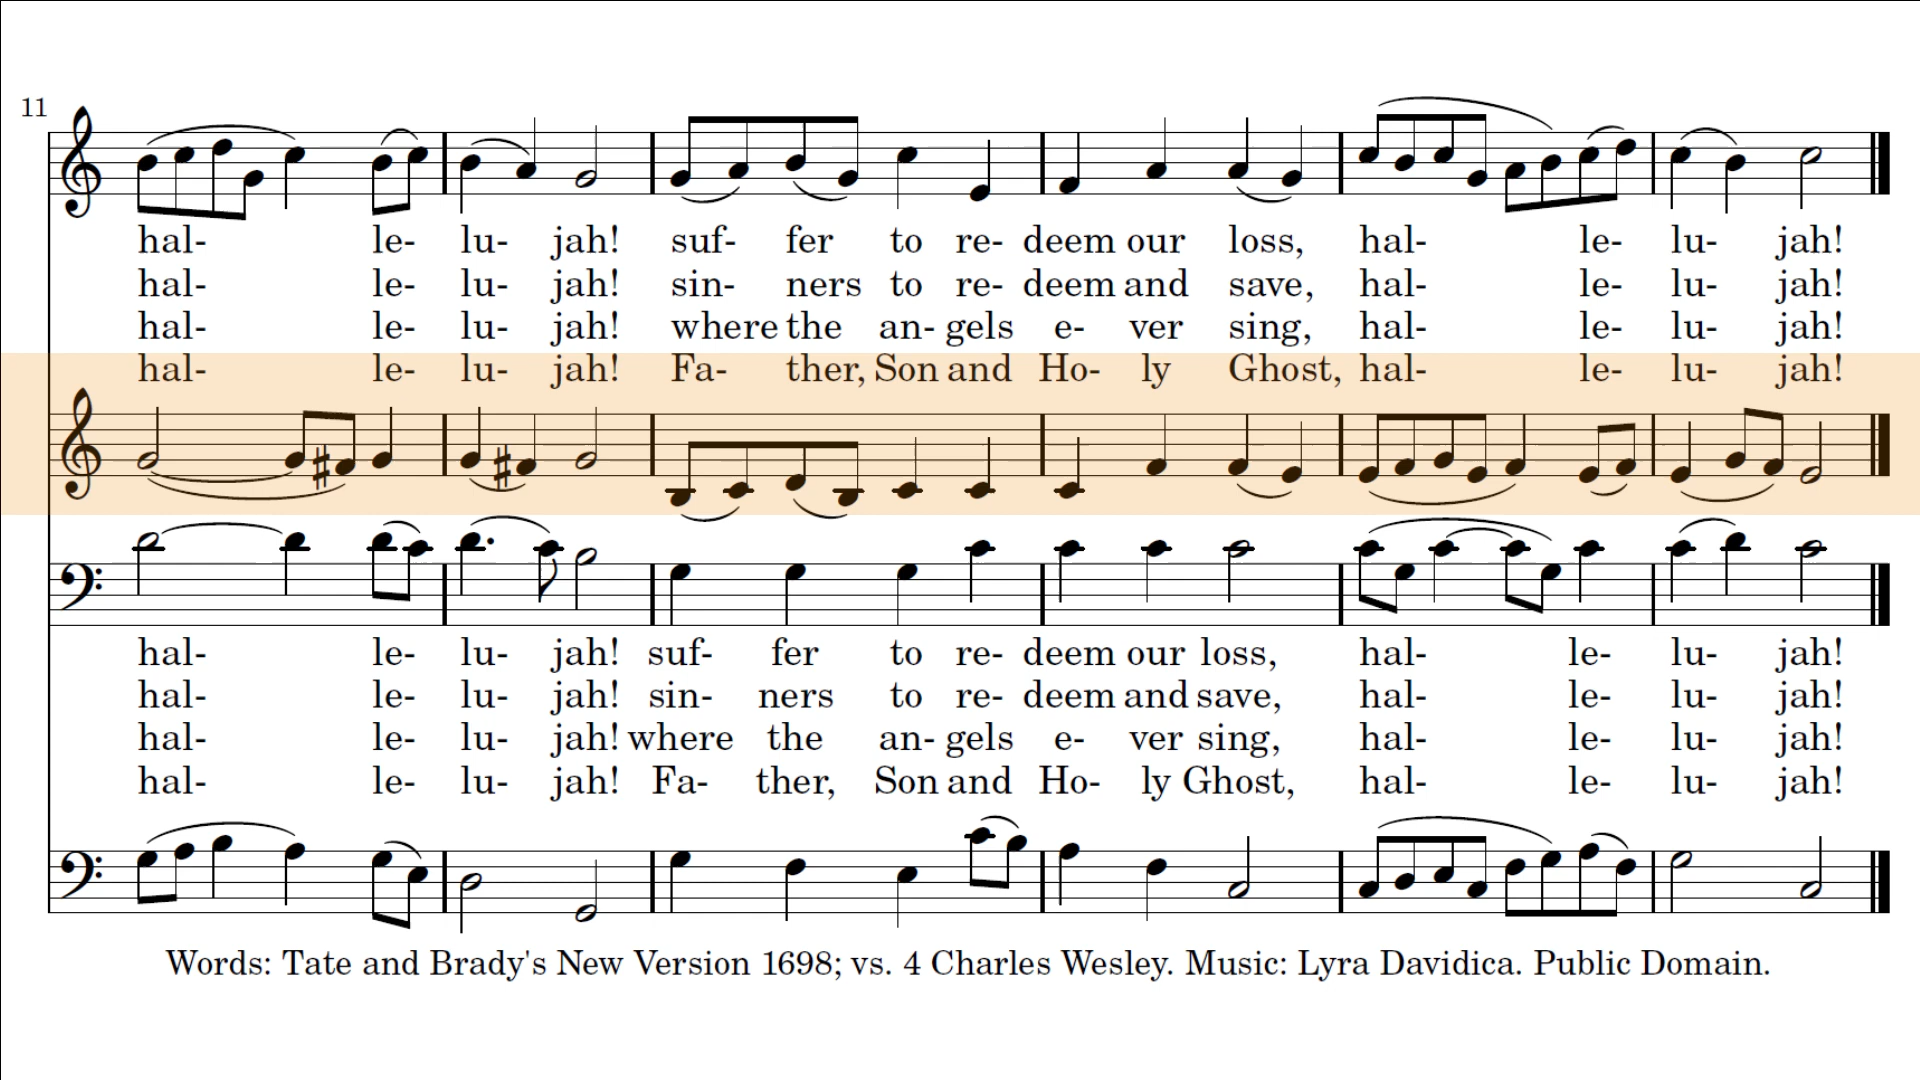 11
hal- le- lu- jah! suf- fer to re- deem our loss, hal- le- lu- jah!
hal- le- lu- jah! sin- ners to re- deem and save, hal- le- lu- jah!
hal- le- lu- jah! where the an- gels e- ver sing, hal- le- lu- jah!
hal- le- lu- jah! Fa- ther, Son and Ho- ly Ghost, hal- le- lu- jah!
hal- le- lu- jah! suf- fer to re- deem our loss, hal- le- lu- jah!
hal- le- lu- jah! sin- ners to re- deem and save, hal- le- lu- jah!
hal- le- lu- jah! where the an- gels e- ver sing, hal- le- lu- jah!
hal- le- lu- jah! Fa- ther, Son and Ho- ly Ghost, hal- le- lu- jah!
Words: Tate and Brady's New Version 1698; vs. 4 Charles Wesley. Music: Lyra Davidica. Public Domain.